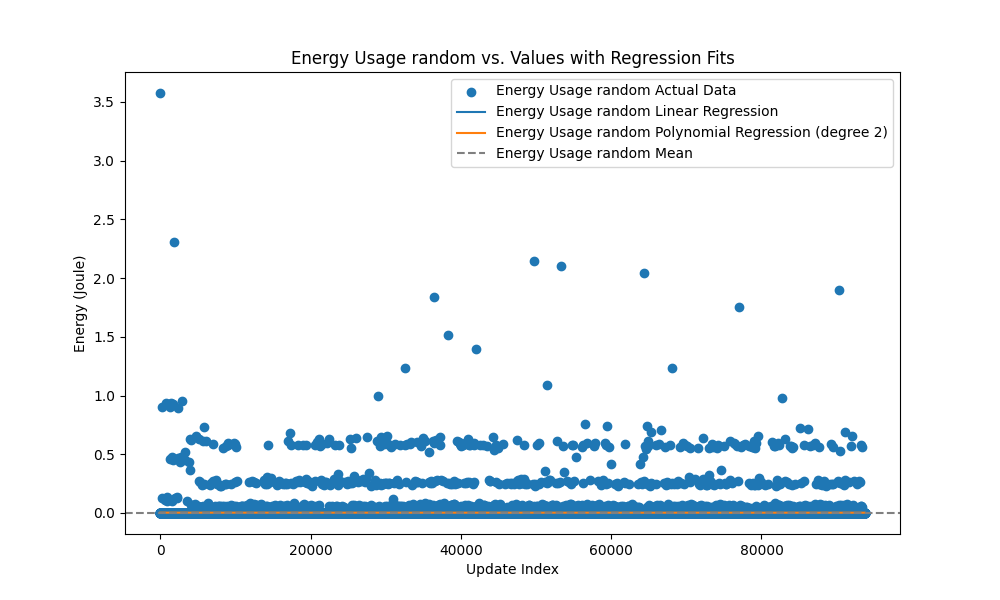 Energy Usage random vs. Values with Regression Fits
Energy Usage random Actual Data
Energy Usage random Linear Regression
Energy Usage random Polynomial Regression (degree 2)
Energy Usage random Mean
Energy (Joule)
3.5
3.0
2.5
2.0
1.5
1.0
0.5
0.0
0
20000
40000
60000
80000
Update Index